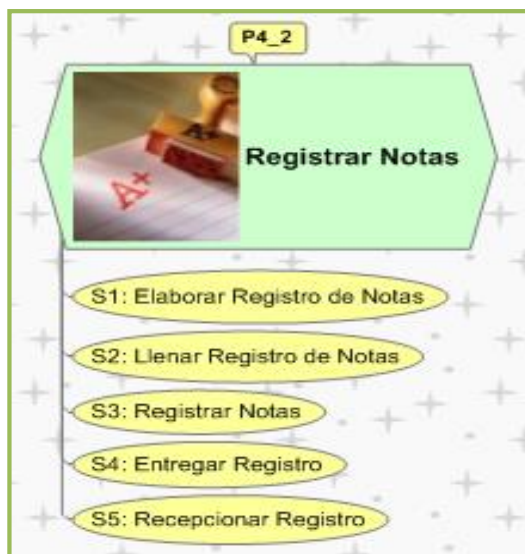 P4_2
A+
Registrar Notas
S1: Elaborar Registro de Notas
S2: Llenar Registro de Notas
S3: Registrar Notas
S4: Entregar Registro
S5: Recepcionar Registro